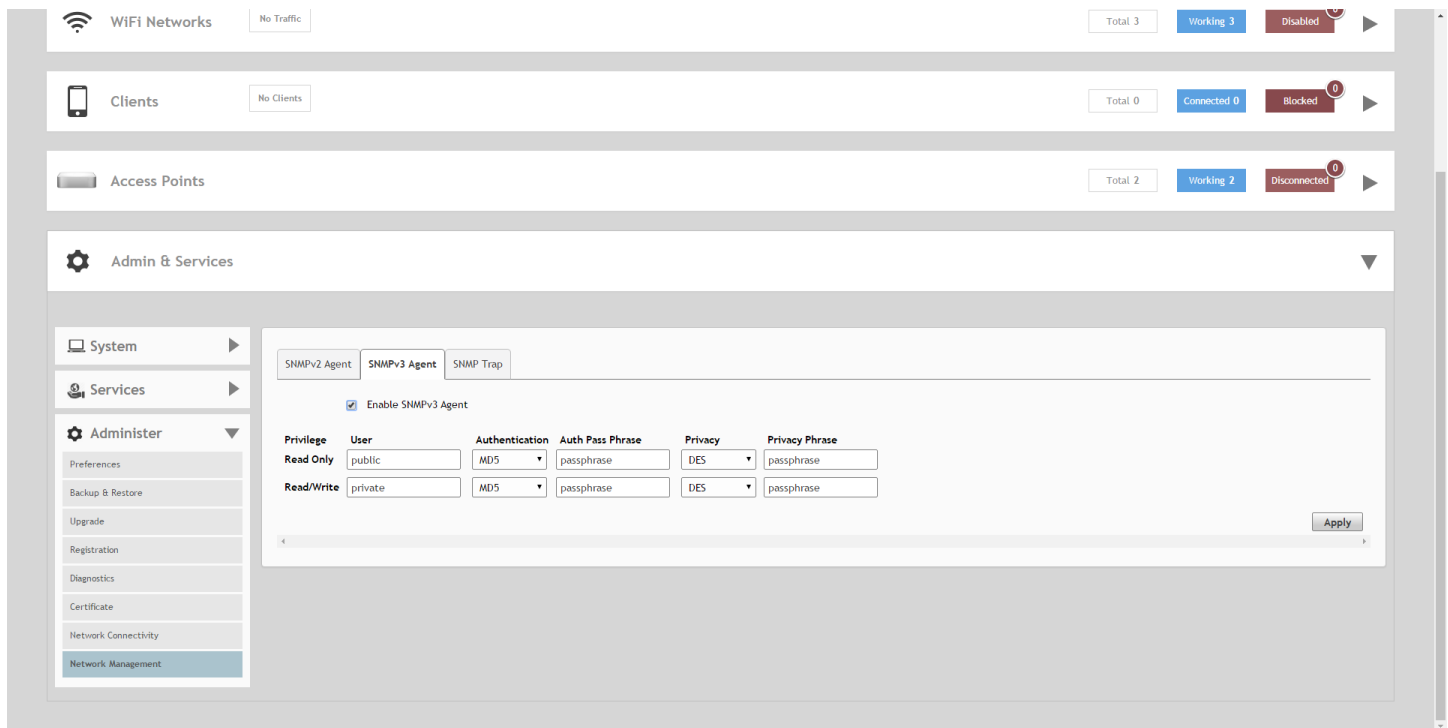 WiFi Networks No Traffic Total 3 Working 3 Disabled 0
Clients No Clients Total 0 Connected 0 Blocked 0
Access Points Total 2 Working 2 Disconnected 0
Admin & Services
System
Services
Administer
Preferences
Backup & Restore
Upgrade
Registration
Diagnostics
Certificate
Network Connectivity
Network Management
SNMPv2 Agent SNMPv3 Agent SNMP Trap
Enable SNMPv3 Agent
Privilege User Authentication Auth Pass Phrase Privacy Privacy Phrase
Read Only public MD5 passphrase DES passphrase
Read/Write private MD5 passphrase DES passphrase
Apply